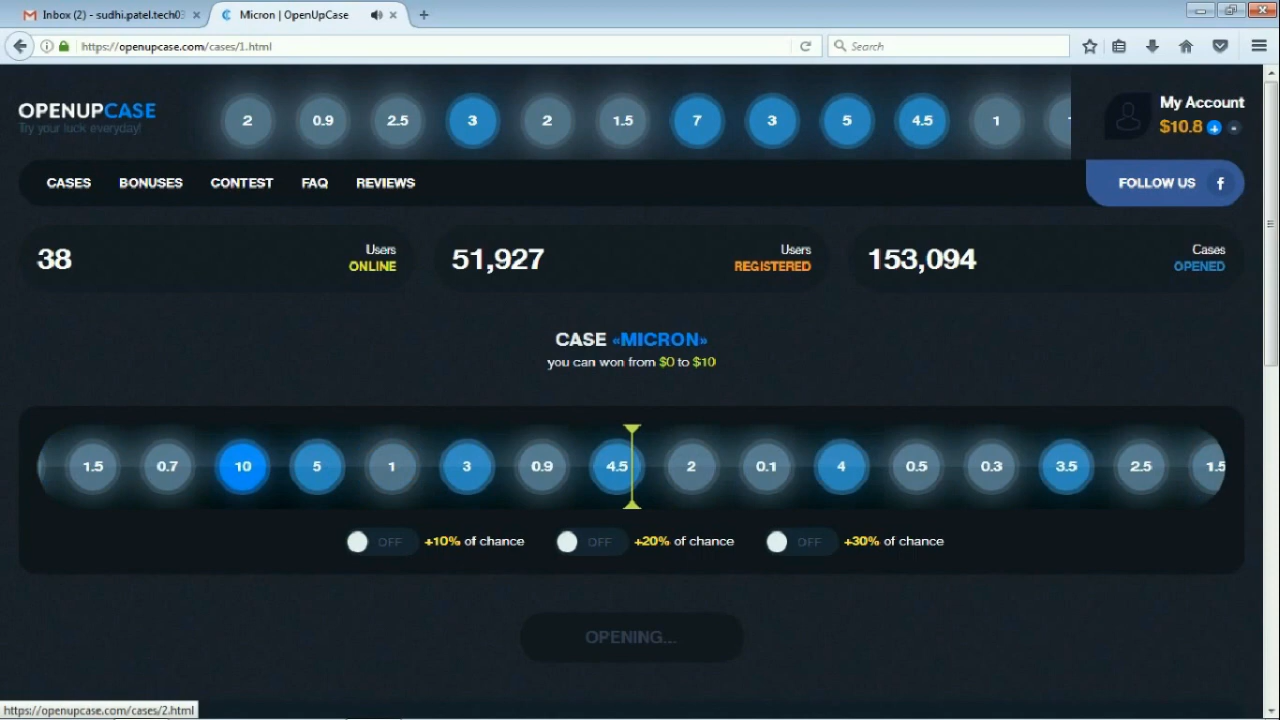 Inbox (2) - sudhi.patel.tech03
Micron | OpenUpCase
https://openupcase.com/cases/1.html
Search
OPENUPCASE
Try your luck everyday!
2 0.9 2.5 3 2 1.5 7 3 5 4.5 1
My Account
$10.8 + -
CASES BONUSES CONTEST FAQ REVIEWS
FOLLOW US f
38 Users ONLINE
51,927 Users REGISTERED
153,094 Cases OPENED
CASE «MICRON»
you can won from $0 to $10
1.5 0.7 10 5 1 3 0.9 4.5 2 0.1 4 0.5 0.3 3.5 2.5 1.5
OFF +10% of chance OFF +20% of chance OFF +30% of chance
OPENING...
https://openupcase.com/cases/2.html